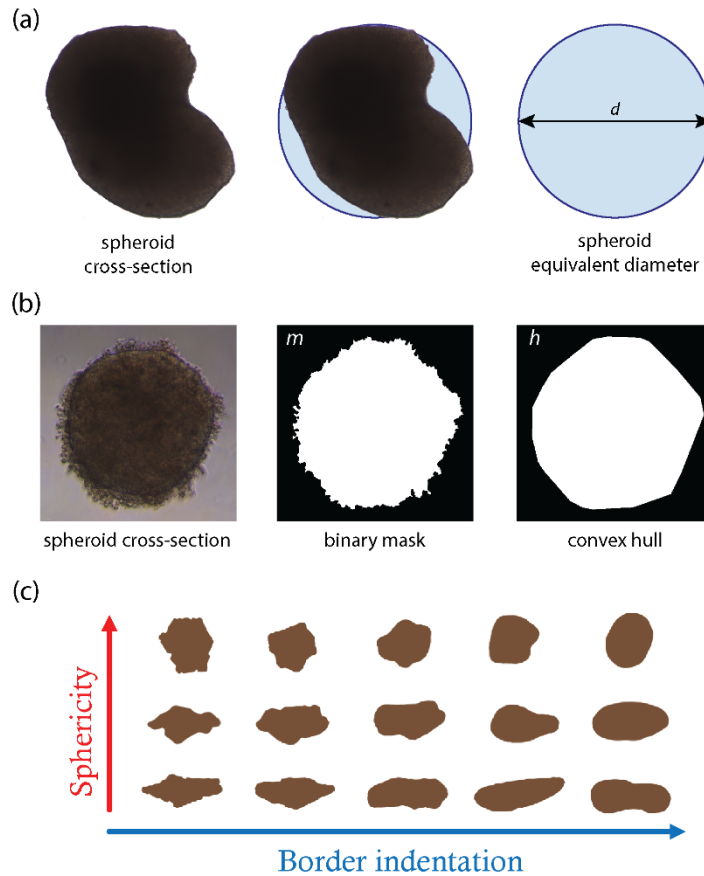 (a)
d
spheroid
cross-section
spheroid
equivalent diameter
(b)
m
h
spheroid cross-section
binary mask
convex hull
(c)
Sphericity
Border indentation